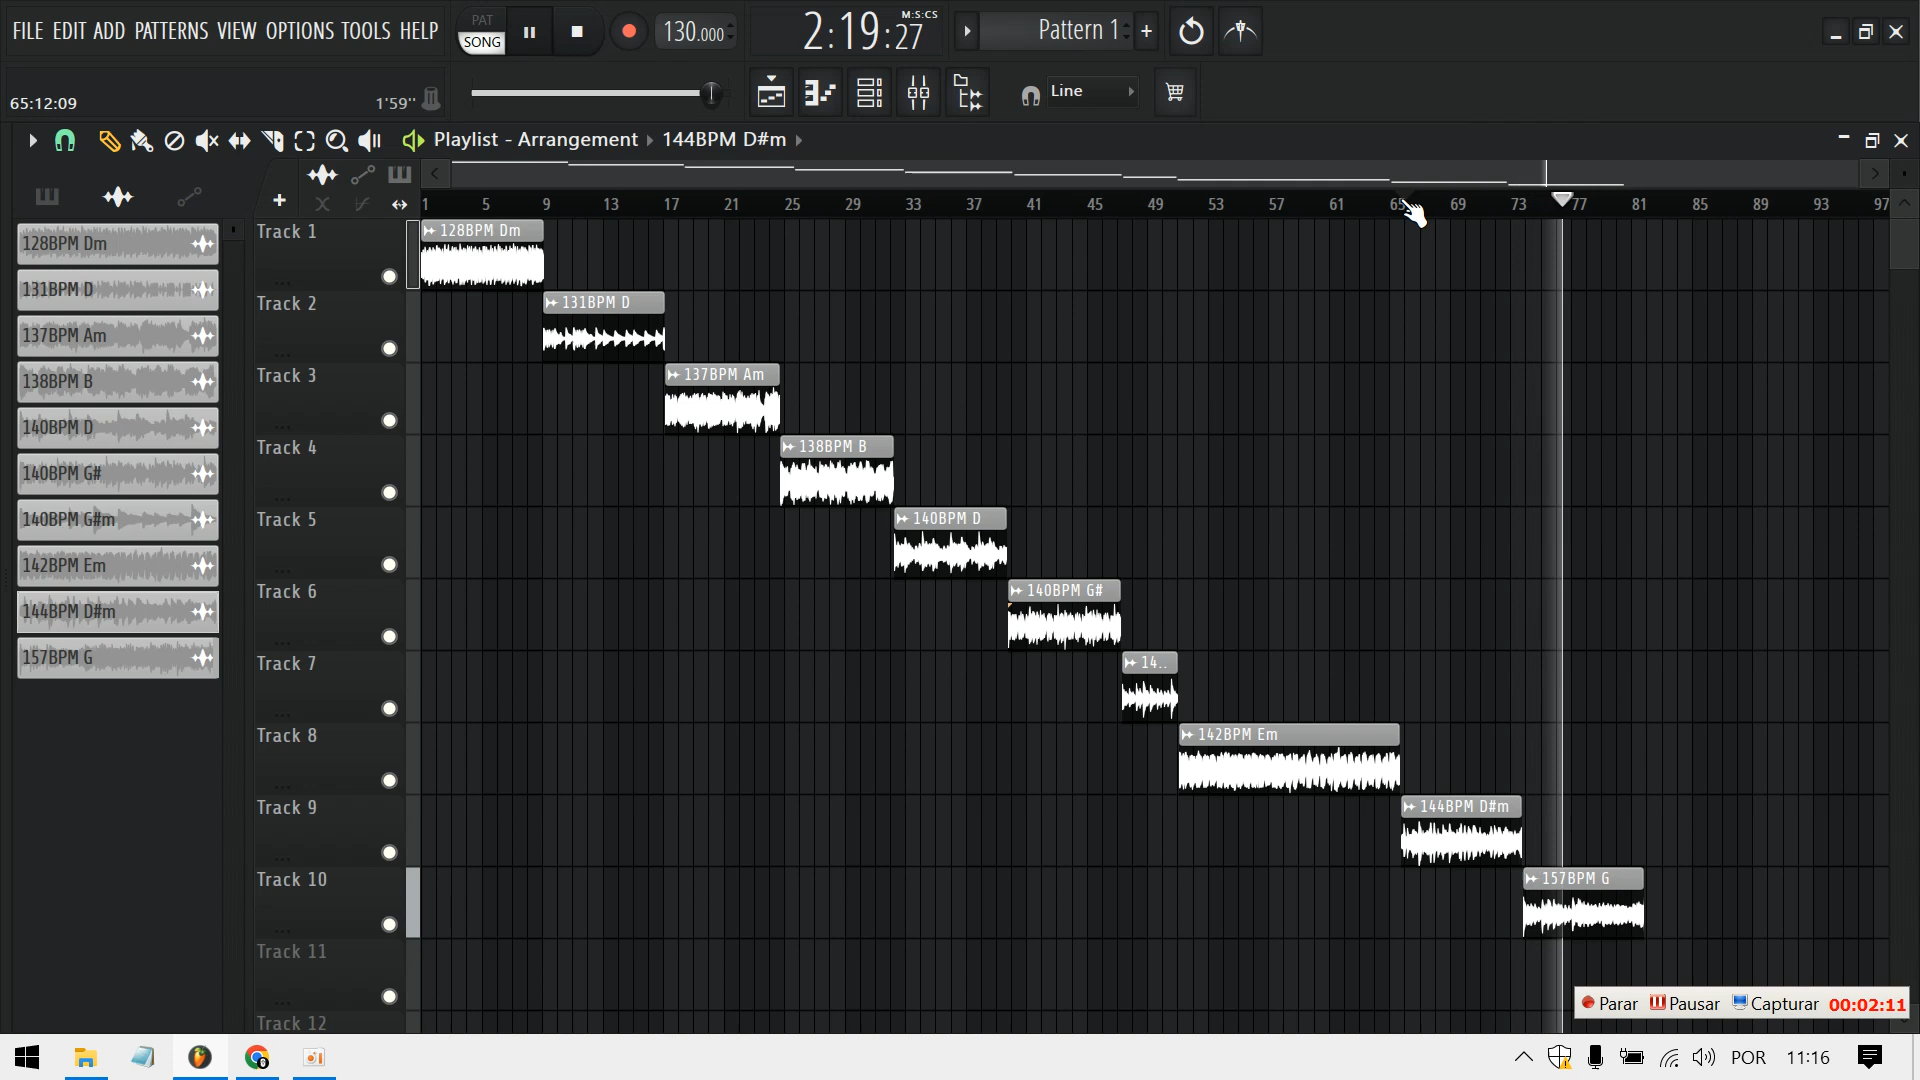 FILE EDIT ADD PATTERNS VIEW OPTIONS TOOLS HELP
PAT
SONG
130.000
2:19:27
M:S:CS
Pattern 1
65:12:09
1'59''
Line
Playlist - Arrangement
144BPM D#m
1 5 9 13 17 21 25 29 33 37 41 45 49 53 57 61 65 69 73 77 81 85 89 93 97
128BPM Dm
131BPM D
137BPM Am
138BPM B
140BPM D
140BPM G#
140BPM G#m
142BPM Em
144BPM D#m
157BPM G
Track 1
128BPM Dm
Track 2
131BPM D
Track 3
137BPM Am
Track 4
138BPM B
Track 5
140BPM D
Track 6
140BPM G#
Track 7
14..
Track 8
142BPM Em
Track 9
144BPM D#m
Track 10
157BPM G
Track 11
Track 12
Parar Pausar Capturar 00:02:11
POR 11:16